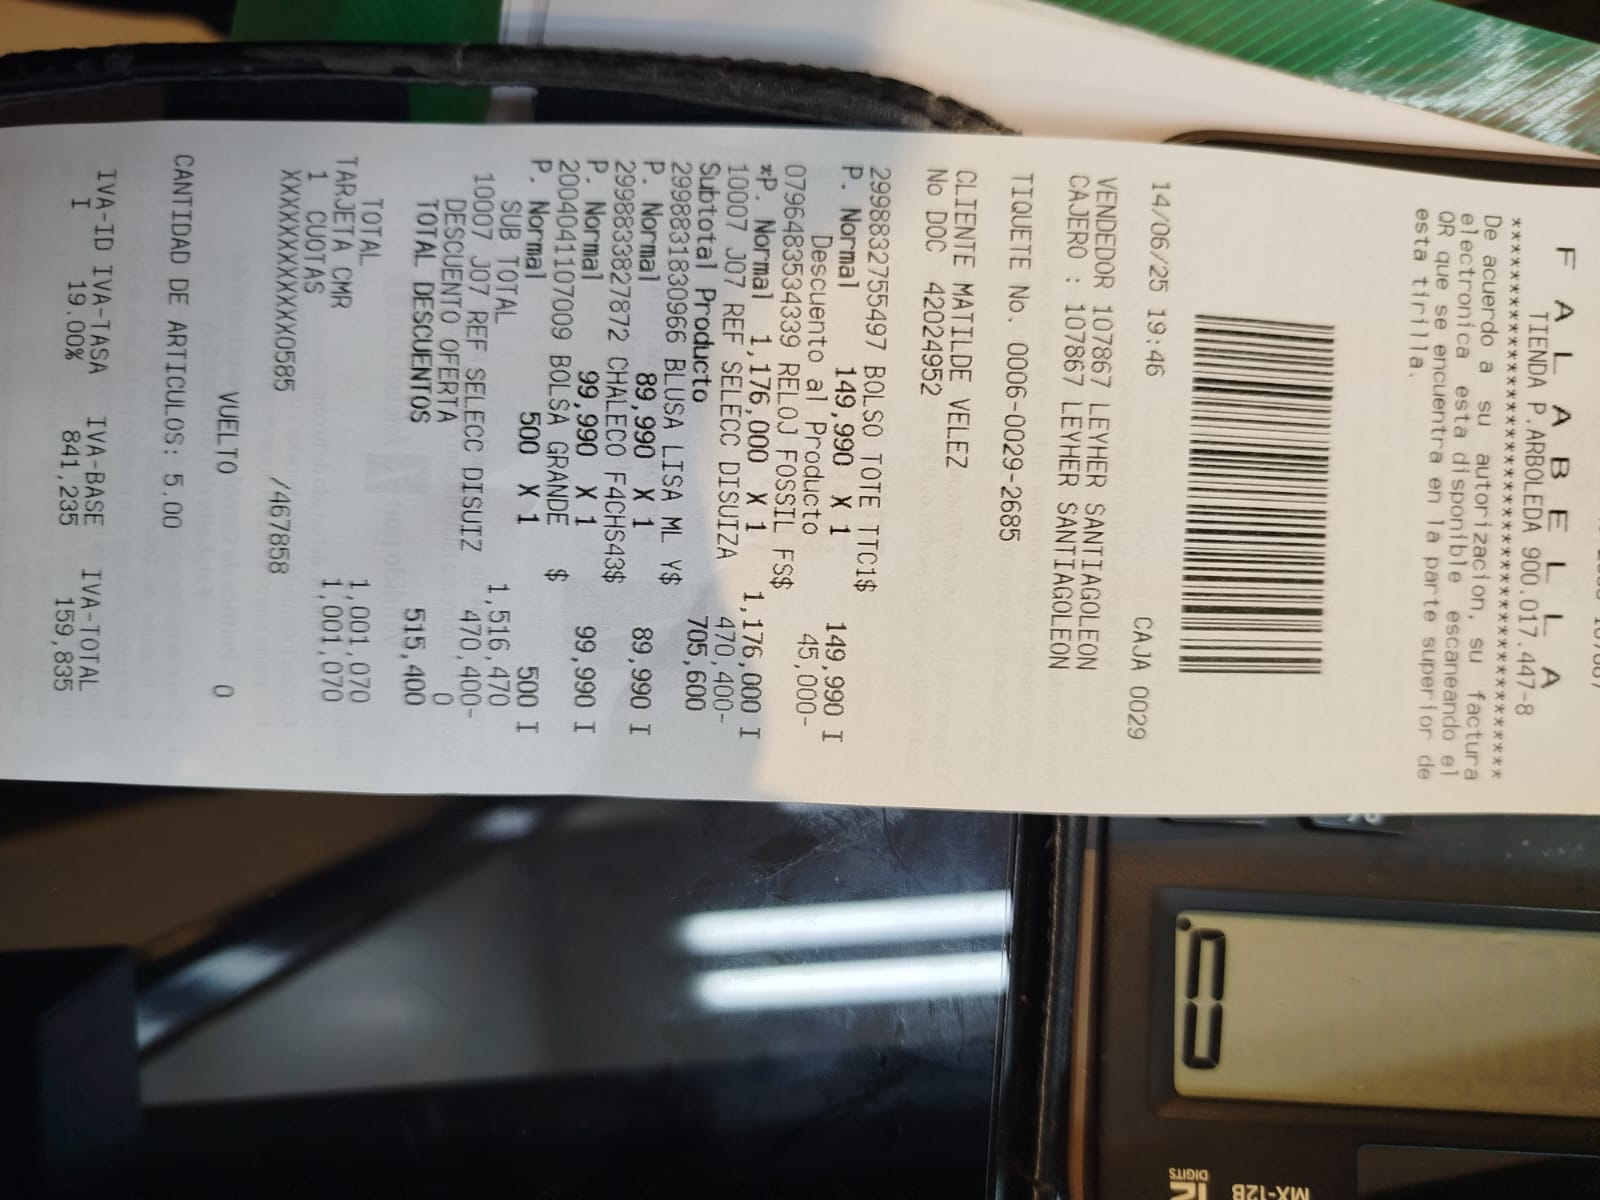 F A L A B E L L A
TIENDA P.ARBOLEDA 900.017.447-8
************************************
De acuerdo a su autorizacion, su factura
electronica esta disponible escaneando el
QR que se encuentra en la parte superior de
esta tirilla.
14/06/25 19:46 CAJA 0029
VENDEDOR 107867 LEYHER SANTIAGOLEON
CAJERO : 107867 LEYHER SANTIAGOLEON
TIQUETE No. 0006-0029-2685
CLIENTE MATILDE VELEZ
No DOC 42024952
2998832755497 BOLSO TOTE TTC1$
P. Normal 149,990 X 1 149,990 I
Descuento al Producto 45,000-
0796483534339 RELOJ FOSSIL FS$
*P. Normal 1,176,000 X 1 1,176,000 I
10007 J07 REF SELECC DISUIZA 470,400-
Subtotal Producto 705,600
2998831830966 BLUSA LISA ML Y$
P. Normal 89,990 X 1 89,990 I
2998833827872 CHALECO F4CHS43$
P. Normal 99,990 X 1 99,990 I
2004041107009 BOLSA GRANDE $
P. Normal 500 X 1 500 I
SUB TOTAL 1,516,470
10007 J07 REF SELECC DISUIZ 470,400-
DESCUENTO OFERTA 0
TOTAL DESCUENTOS 515,400
TOTAL 1,001,070
TARJETA CMR 1,001,070
1 CUOTAS
XXXXXXXXXXXX0585 /467858
VUELTO 0
CANTIDAD DE ARTICULOS: 5.00
IVA-ID IVA-TASA IVA-BASE IVA-TOTAL
I 19.00% 841,235 159,835
0.
MX-12B
12
DIGITS